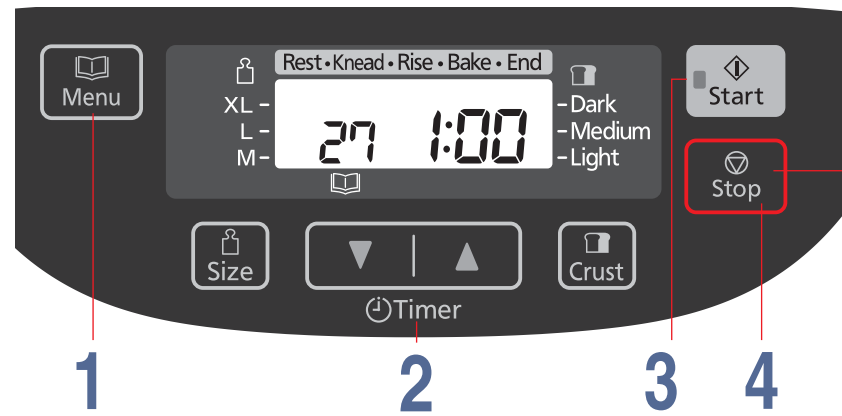 Menu
Rest • Knead • Rise • Bake • End
XL
L
M
27 1:00
Dark
Medium
Light
Start
Stop
Size
Crust
Timer
1
2
3
4